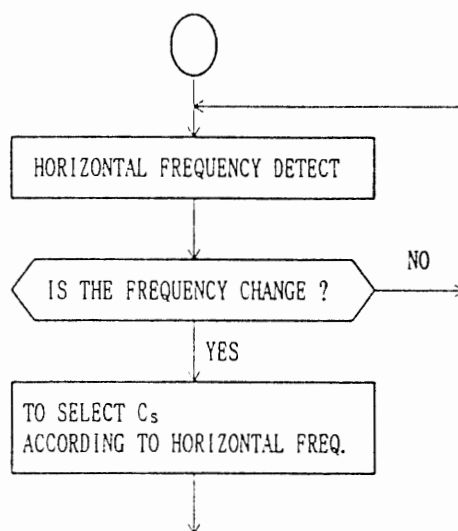 HORIZONTAL FREQUENCY DETECT
IS THE FREQUENCY CHANGE ?
NO
YES
TO SELECT Cs
ACCORDING TO HORIZONTAL FREQ.